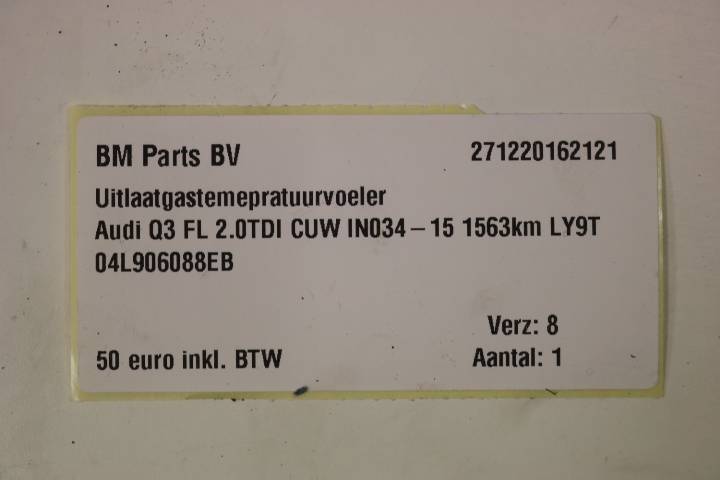 BM Parts BV 271220162121
Uitlaatgastemepratuurvoeler
Audi Q3 FL 2.0TDI CUW IN034-15 1563km LY9T
04L906088EB
Verz: 8
50 euro inkl. BTW Aantal: 1